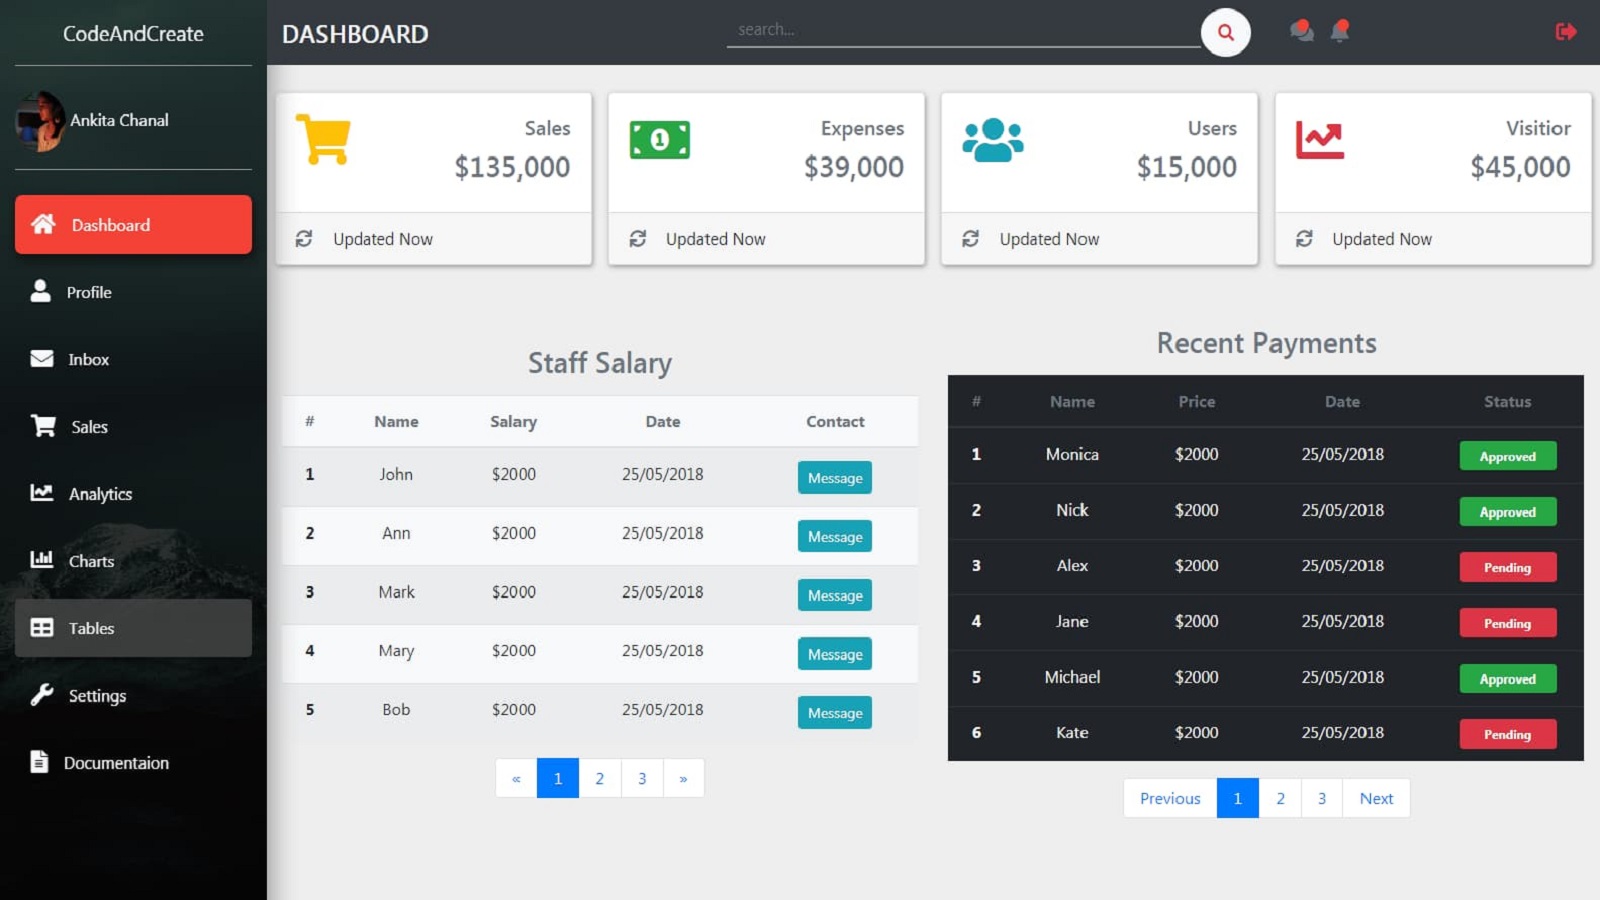 CodeAndCreate
DASHBOARD
search...
Ankita Chanal
Dashboard
Profile
Inbox
Sales
Analytics
Charts
Tables
Settings
Documentaion
Sales
$135,000
Updated Now
Expenses
$39,000
Updated Now
Users
$15,000
Updated Now
Visitior
$45,000
Updated Now
Staff Salary
# Name Salary Date Contact
1 John $2000 25/05/2018 Message
2 Ann $2000 25/05/2018 Message
3 Mark $2000 25/05/2018 Message
4 Mary $2000 25/05/2018 Message
5 Bob $2000 25/05/2018 Message
« 1 2 3 »
Recent Payments
# Name Price Date Status
1 Monica $2000 25/05/2018 Approved
2 Nick $2000 25/05/2018 Approved
3 Alex $2000 25/05/2018 Pending
4 Jane $2000 25/05/2018 Pending
5 Michael $2000 25/05/2018 Approved
6 Kate $2000 25/05/2018 Pending
Previous 1 2 3 Next